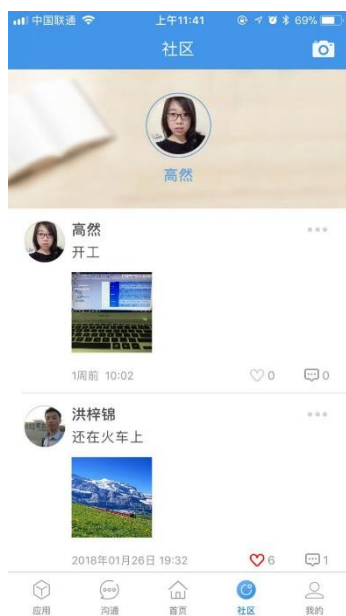 中国联通 上午11:41 69%
社区
高然
高然
开工
1周前 10:02 0 0
洪梓锦
还在火车上
2018年01月26日 19:32 6 1
应用 沟通 首页 社区 我的